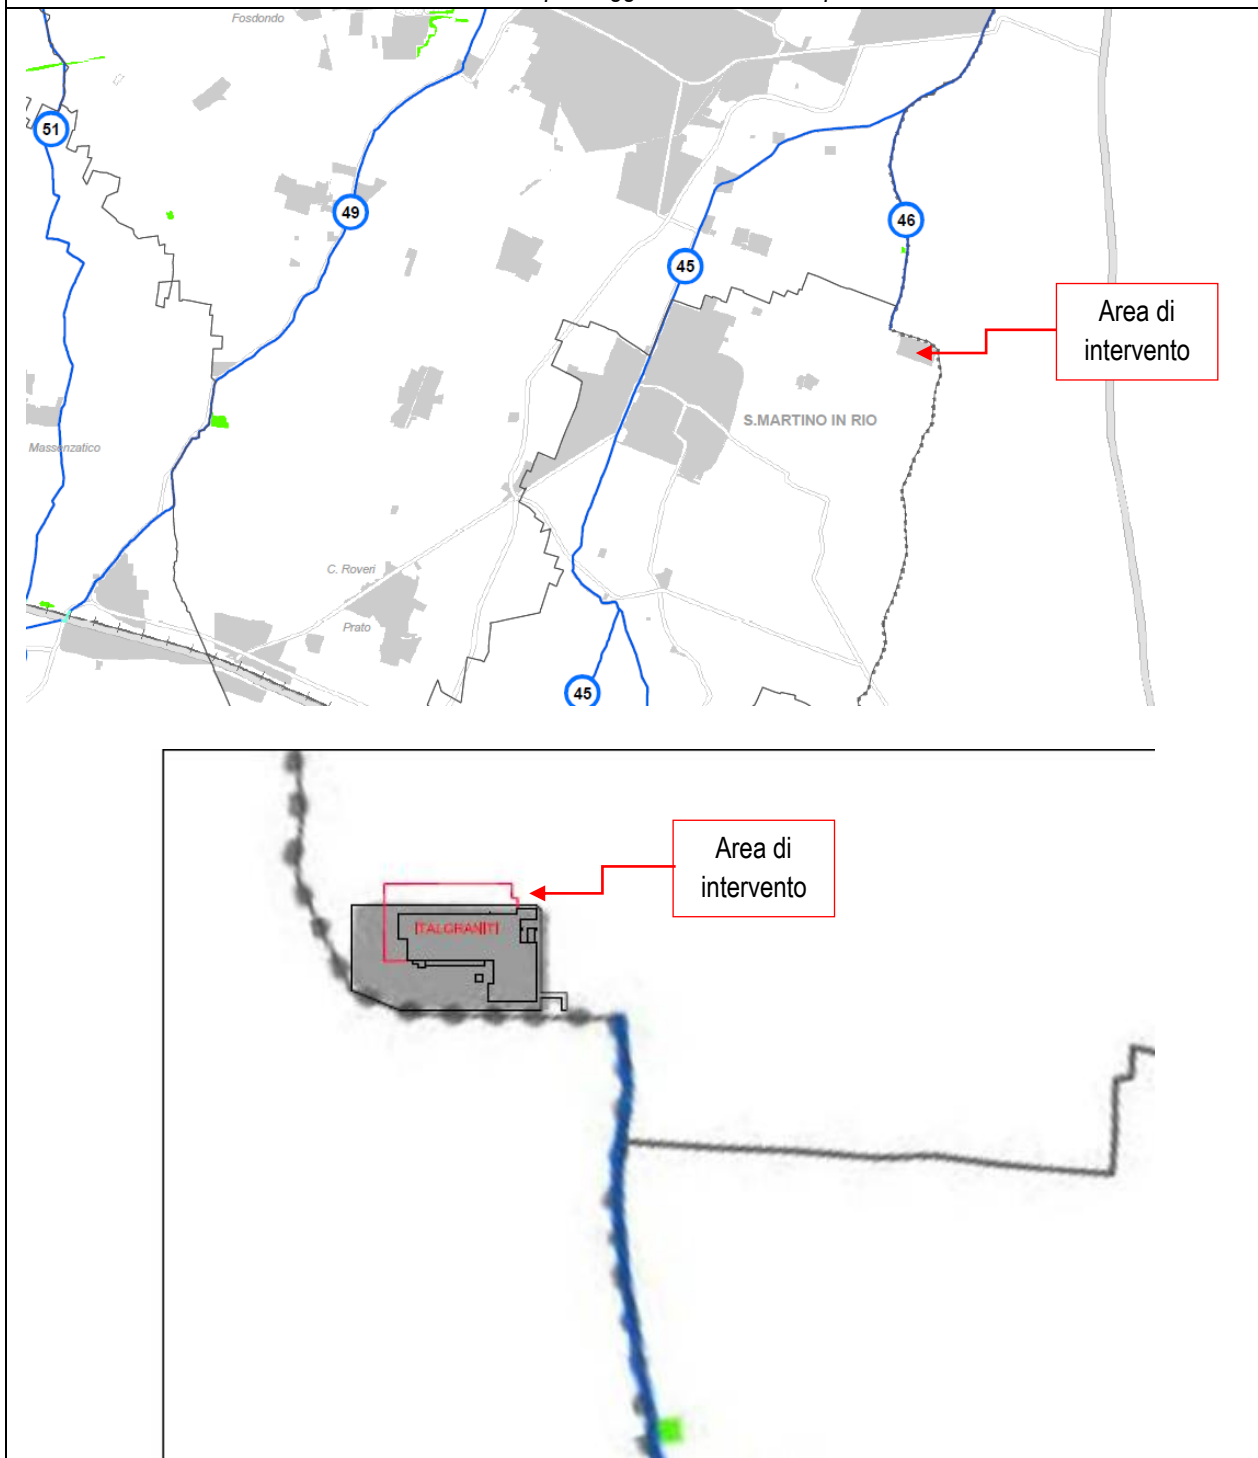 Fosdondo
51
49
46
45
Area di
intervento
S.MARTINO IN RIO
Massenzatico
C. Roveri
Prato
45
Area di
intervento
ITALGRANITI